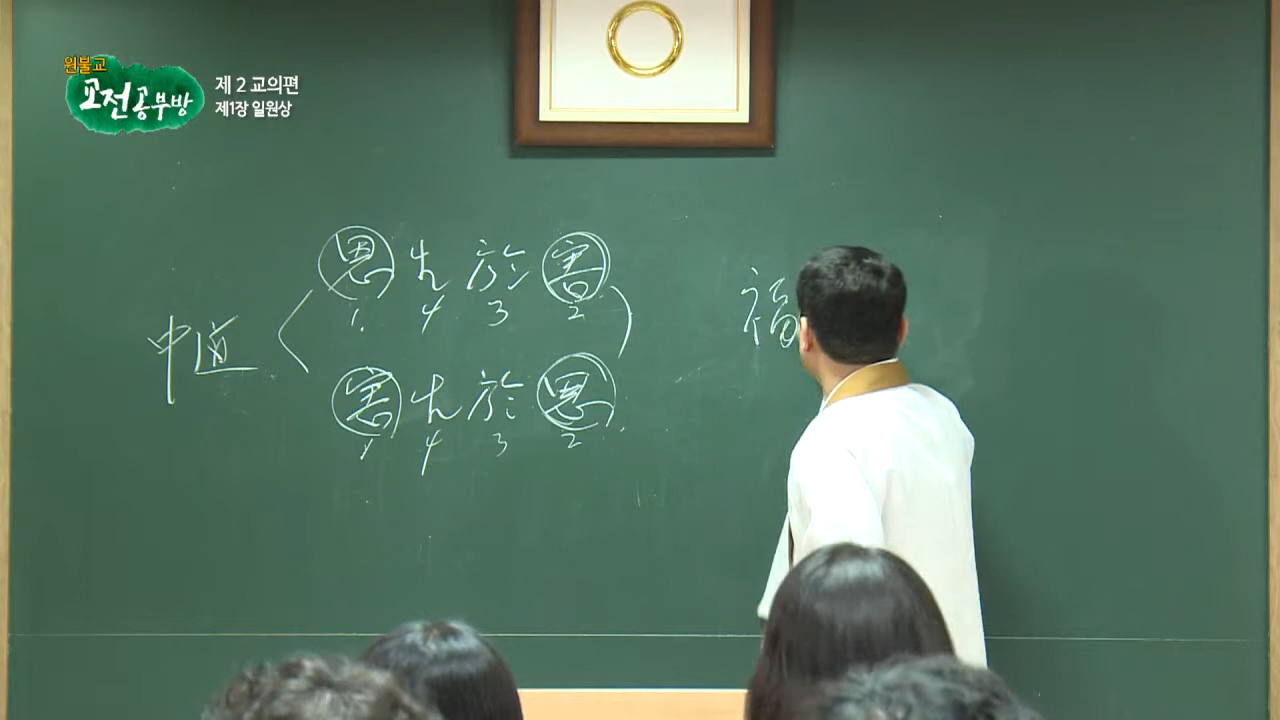 원불교
교전공부방
제 2 교의편
제1장 일원상
恩 生 於 害
1. 4 3 2
中道
害 生 於 恩
1 4 3 2
福